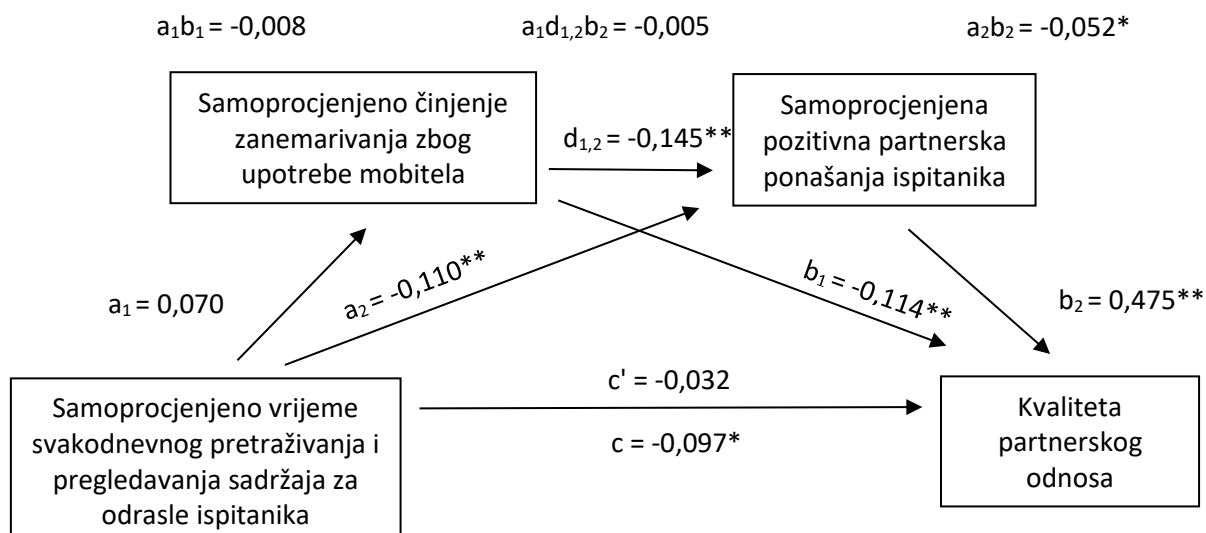 a₁b₁ = -0,008
a₁d₁,₂b₂ = -0,005
a₂b₂ = -0,052*
Samoprocjenjeno činjenje
zanemarivanja zbog
upotrebe mobitela
d₁,₂ = -0,145**
Samoprocjenjena
pozitivna partnerska
ponašanja ispitanika
a₁ = 0,070
a₂ = -0,110**
b₁ = -0,114**
b₂ = 0,475**
Samoprocjenjeno vrijeme
svakodnevnog pretraživanja i
pregledavanja sadržaja za
odrasle ispitanika
c' = -0,032
c = -0,097*
Kvaliteta
partnerskog
odnosa